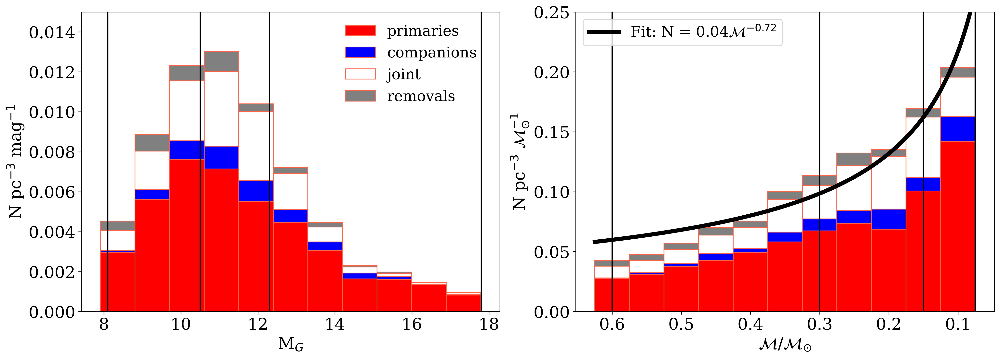 0.014
0.012
0.010
0.008
0.006
0.004
0.002
0.000
N pc⁻³ mag⁻¹
8 10 12 14 16 18
M_G
primaries
companions
joint
removals
0.25
0.20
0.15
0.10
0.05
0.00
N pc⁻³ ℳ⊙⁻¹
0.6 0.5 0.4 0.3 0.2 0.1
ℳ/ℳ⊙
Fit: N = 0.04ℳ⁻⁰·⁷²